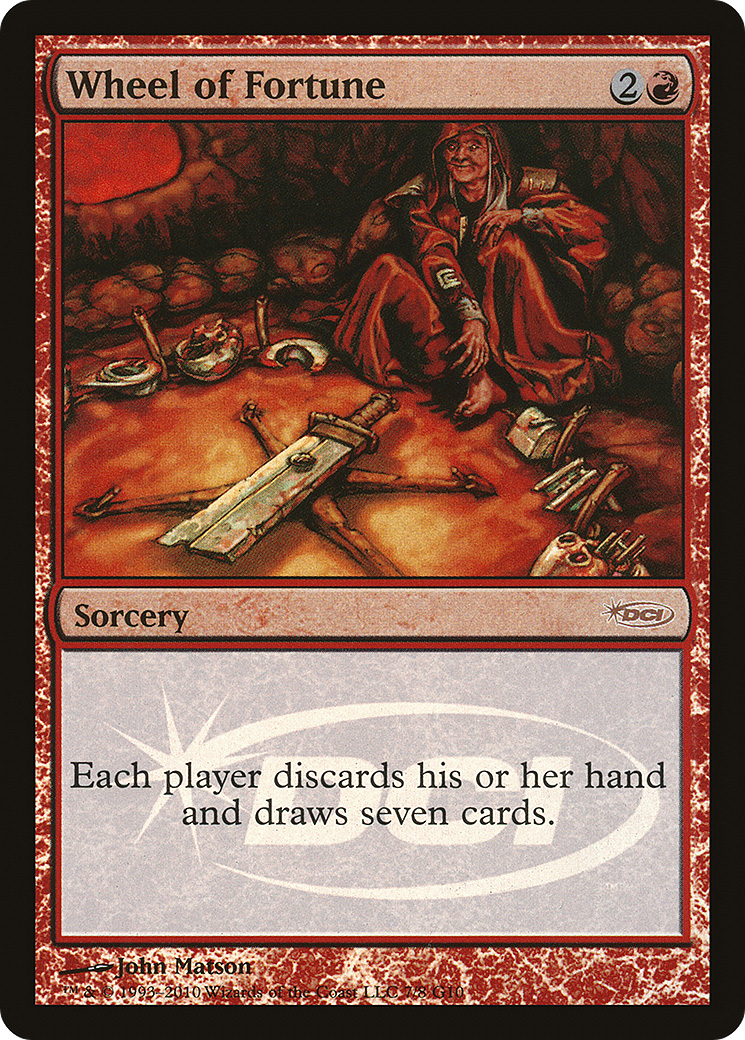 Wheel of Fortune 2
Sorcery DCI
DCI
Each player discards his or her hand
and draws seven cards.
John Matson
™ & © 1993–2010 Wizards of the Coast LLC 7/8 G10